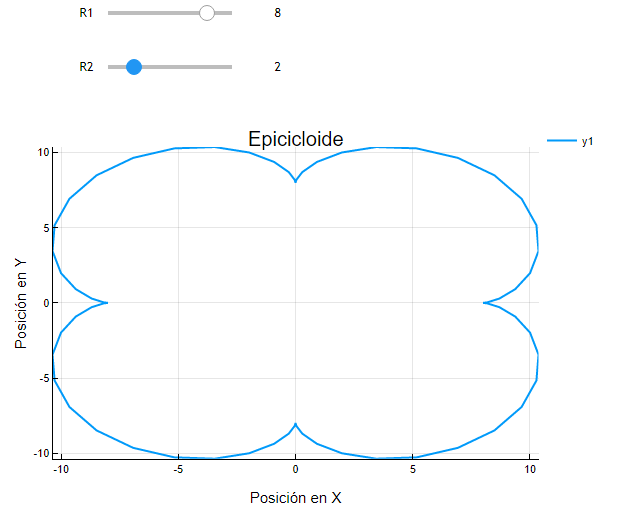 R1 8
R2 2
Epicicloide
y1
10
5
0
-5
-10
Posición en Y
-10 -5 0 5 10
Posición en X